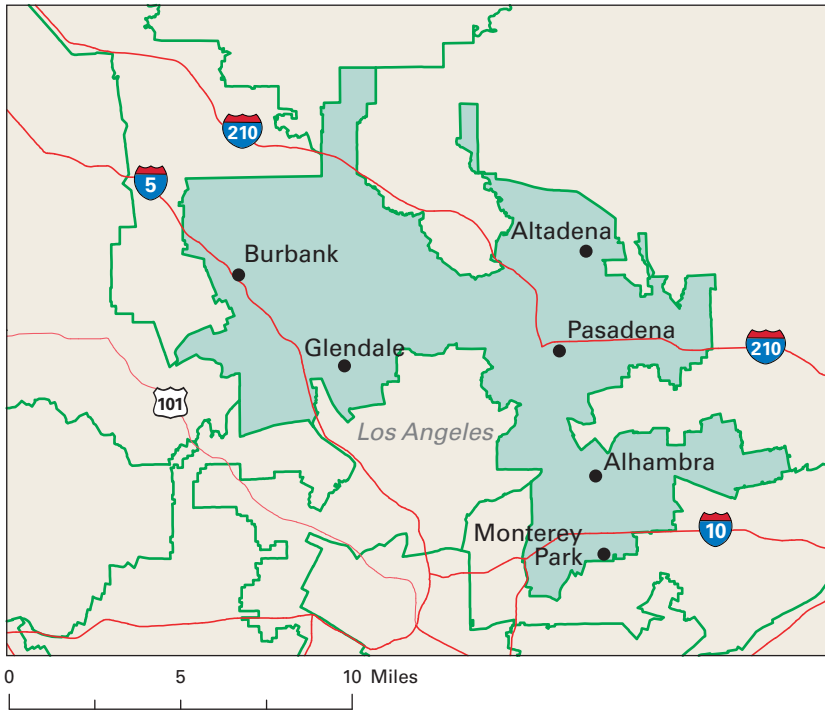 210
5
Altadena
Burbank
Pasadena
Glendale
210
101
Los Angeles
Alhambra
Monterey
Park
10
0 5 10 Miles